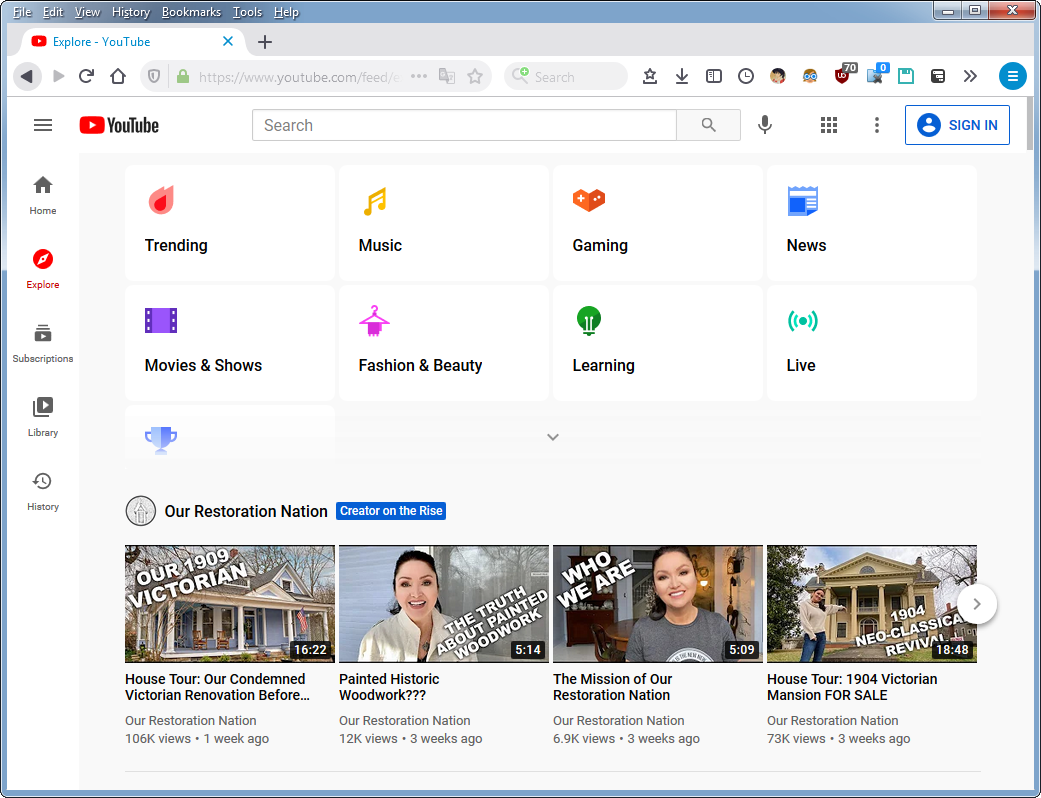 File Edit View History Bookmarks Tools Help
Explore - YouTube
https://www.youtube.com/feed/e
Search
70
0
YouTube
Search
SIGN IN
Home
Explore
Subscriptions
Library
History
Trending
Music
Gaming
News
Movies & Shows
Fashion & Beauty
Learning
Live
Our Restoration Nation Creator on the Rise
OUR 1909
VICTORIAN
16:22
THE TRUTH
ABOUT PAINTED
WOODWORK
5:14
WHO
WE ARE
5:09
1904
NEO-CLASSICAL
REVIVAL
18:48
House Tour: Our Condemned
Victorian Renovation Before...
Our Restoration Nation
106K views • 1 week ago
Painted Historic
Woodwork???
Our Restoration Nation
12K views • 3 weeks ago
The Mission of Our
Restoration Nation
Our Restoration Nation
6.9K views • 3 weeks ago
House Tour: 1904 Victorian
Mansion FOR SALE
Our Restoration Nation
73K views • 3 weeks ago